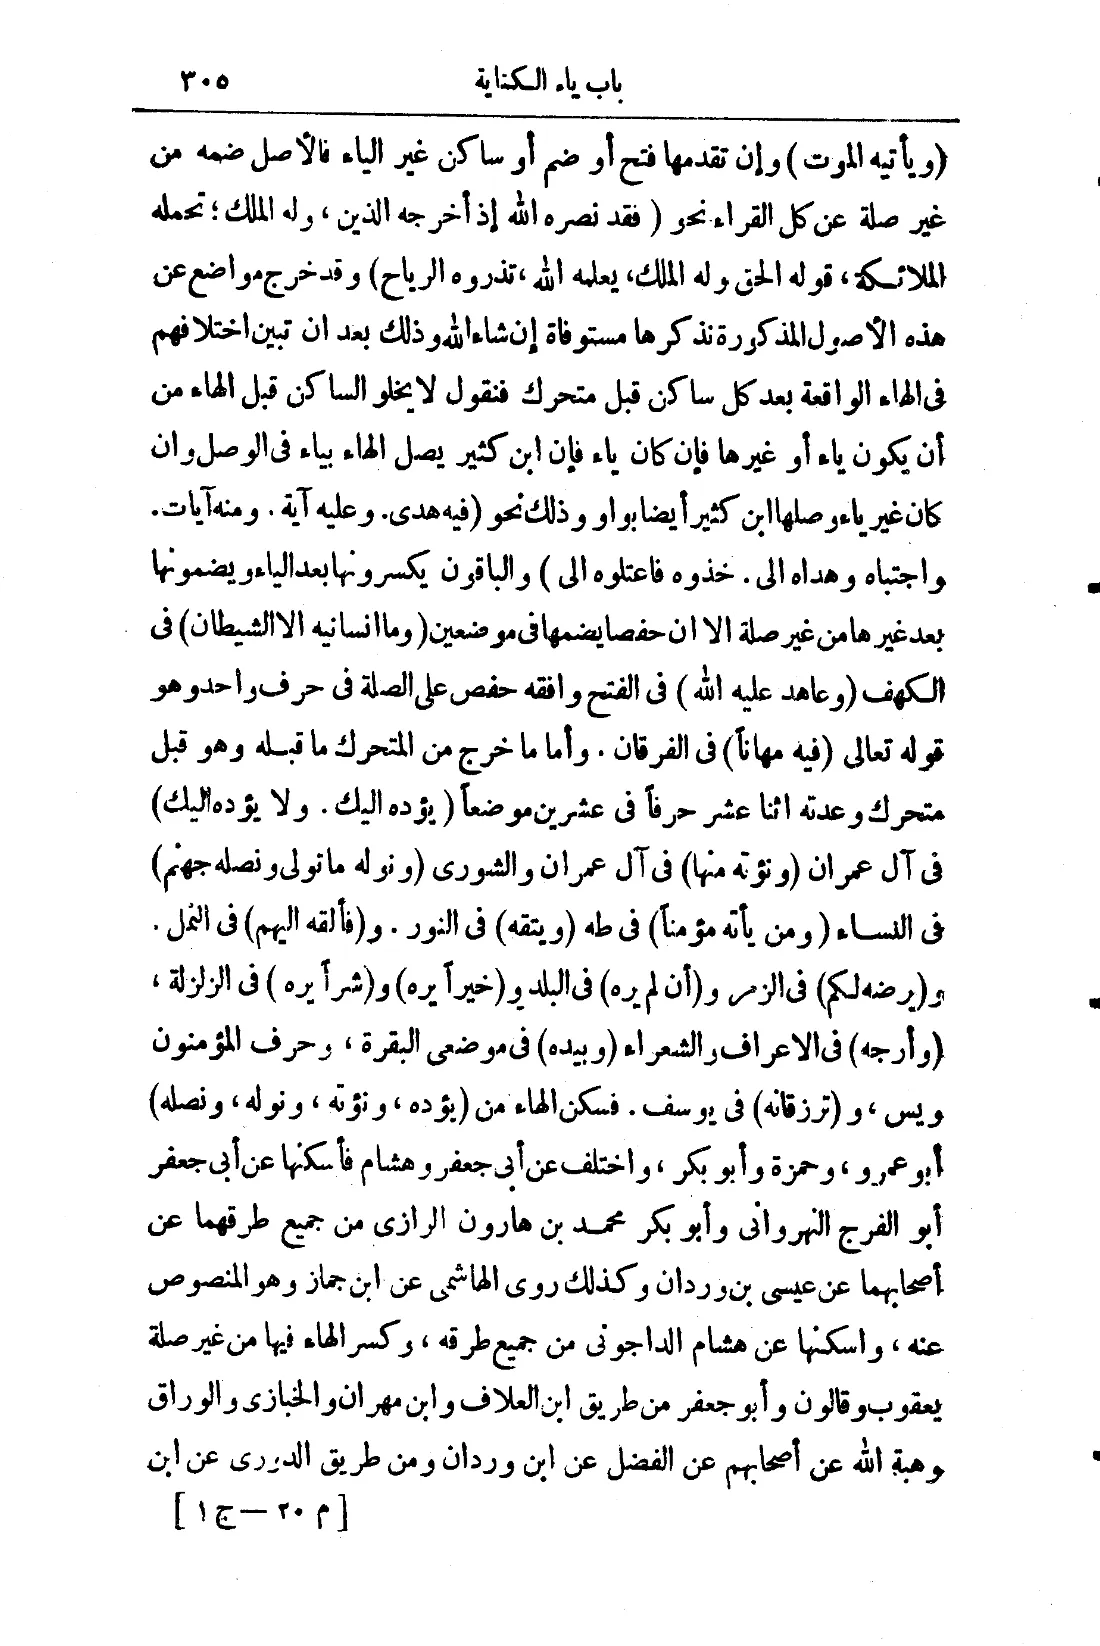 باب ياء الكناية ٣٠٥
(ويأتيه الموت) وإن تقدمها فتح أو ضم أو ساكن غير الياء فالأصل ضمه من
غير صلة عن كل القراء نحو (فقد نصره الله إذ أخرجه الذين، وله الملك؛ تحمله
الملائكة، قوله الحق وله الملك، يعلمه الله، تذروه الرياح) وقد خرج مواضع عن
هذه الأصول المذكورة نذكرها مستوفاة إن شاء الله وذلك بعد ان تبين اختلافهم
فى الهاء الواقعة بعد كل ساكن قبل متحرك فنقول لا يخلو الساكن قبل الهاء من
أن يكون ياء أو غيرها فإن كان ياء فإن ابن كثير يصل الهاء بياء فى الوصل وان
كان غير ياء وصلها ابن كثير أيضا بواو وذلك نحو (فيه هدى. وعليه آية. ومنه آيات.
واجتباه وهداه الى. خذوه فاعتلوه الى) والباقون يكسرونها بعد الياء ويضمونها
بعد غيرها من غير صلة الا ان حفصا يضمها فى موضعين (وما انسانيه الا الشيطان) فى
الكهف (وعاهد عليه الله) فى الفتح وافقه حفص على الصلة فى حرف واحد وهو
قوله تعالى (فيه مهاناً) فى الفرقان. وأما ما خرج من المتحرك ما قبله وهو قبل
متحرك وعدته اثنا عشر حرفاً فى عشرين موضعاً (يؤده اليك. ولا يؤده اليك)
فى آل عمران (ونؤته منها) فى آل عمران والشورى (ونوله ما تولى ونصله جهنم)
فى النساء (ومن يأته مؤمناً) فى طه (ويتقه) فى النور. و(فألقه اليهم) فى النمل.
و(يرضه لكم) فى الزمر و(أن لم يره) فى البلد و(خيراً يره) و(شراً يره) فى الزلزلة،
(وأرجه) فى الاعراف والشعراء (وبيده) فى موضعى البقرة، وحرف المؤمنون
ويس، و(ترزقانه) فى يوسف. فسكن الهاء من (يؤده، ونؤته، ونوله، ونصله)
أبو عمرو، وحمزة وأبو بكر، واختلف عن أبى جعفر وهشام فأسكنها عن أبى جعفر
أبو الفرج النهروانى وأبو بكر محمد بن هارون الرازى من جميع طرقهما عن
أصحابهما عن عيسى بن وردان وكذلك روى الهاشمى عن ابن جماز وهو المنصوص
عنه، واسكنها عن هشام الداجونى من جميع طرقه، وكسر الهاء فيها من غير صلة
يعقوب وقالون وأبو جعفر من طريق ابن العلاف وابن مهران والخبازى والوراق
وهبة الله عن أصحابهم عن الفضل عن ابن وردان ومن طريق الدورى عن ابن
[م ٢٠ — ج ١]